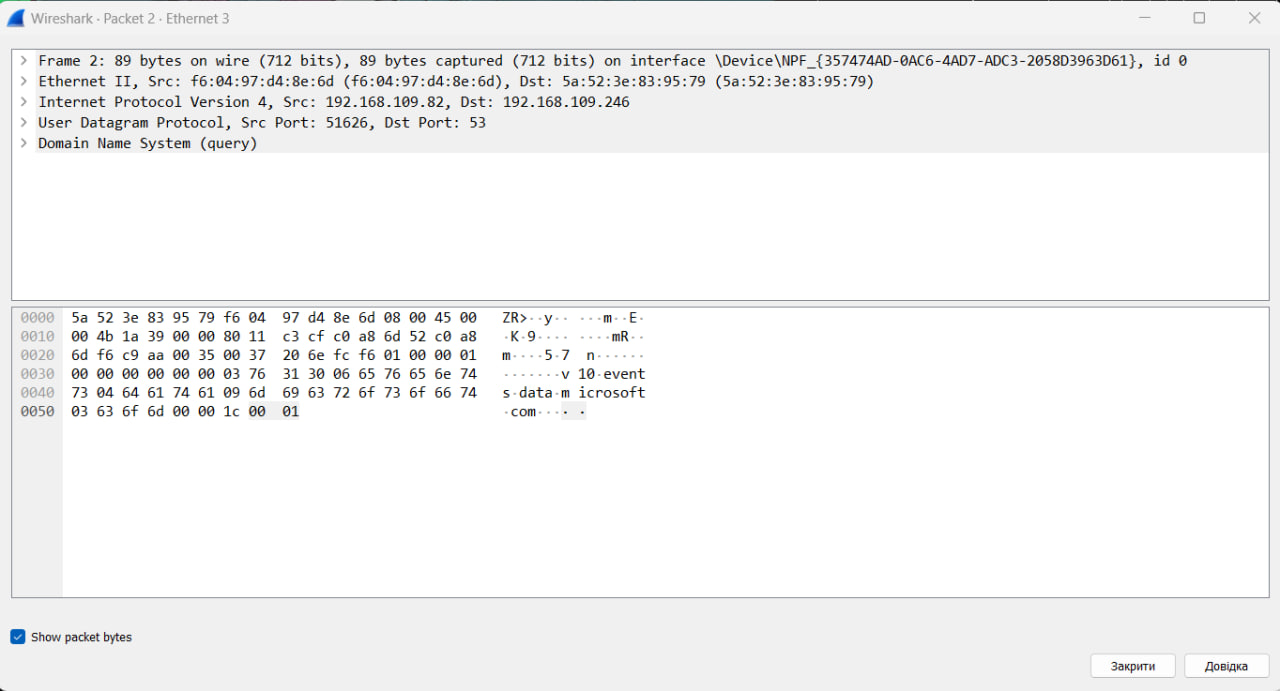 Wireshark · Packet 2 · Ethernet 3
Frame 2: 89 bytes on wire (712 bits), 89 bytes captured (712 bits) on interface \Device\NPF_{357474AD-0AC6-4AD7-ADC3-2058D3963D61}, id 0
Ethernet II, Src: f6:04:97:d4:8e:6d (f6:04:97:d4:8e:6d), Dst: 5a:52:3e:83:95:79 (5a:52:3e:83:95:79)
Internet Protocol Version 4, Src: 192.168.109.82, Dst: 192.168.109.246
User Datagram Protocol, Src Port: 51626, Dst Port: 53
Domain Name System (query)
0000 5a 52 3e 83 95 79 f6 04 97 d4 8e 6d 08 00 45 00 ZR>··y·· ···m··E·
0010 00 4b 1a 39 00 00 80 11 c3 cf c0 a8 6d 52 c0 a8 ·K·9···· ····mR··
0020 6d f6 c9 aa 00 35 00 37 20 6e fc f6 01 00 00 01 m····5·7 n······
0030 00 00 00 00 00 00 03 76 31 30 06 65 76 65 6e 74 ·······v 10·event
0040 73 04 64 61 74 61 09 6d 69 63 72 6f 73 6f 66 74 s·data·m icrosoft
0050 03 63 6f 6d 00 00 1c 00 01 ·com···· ·
Show packet bytes
Закрити
Довідка